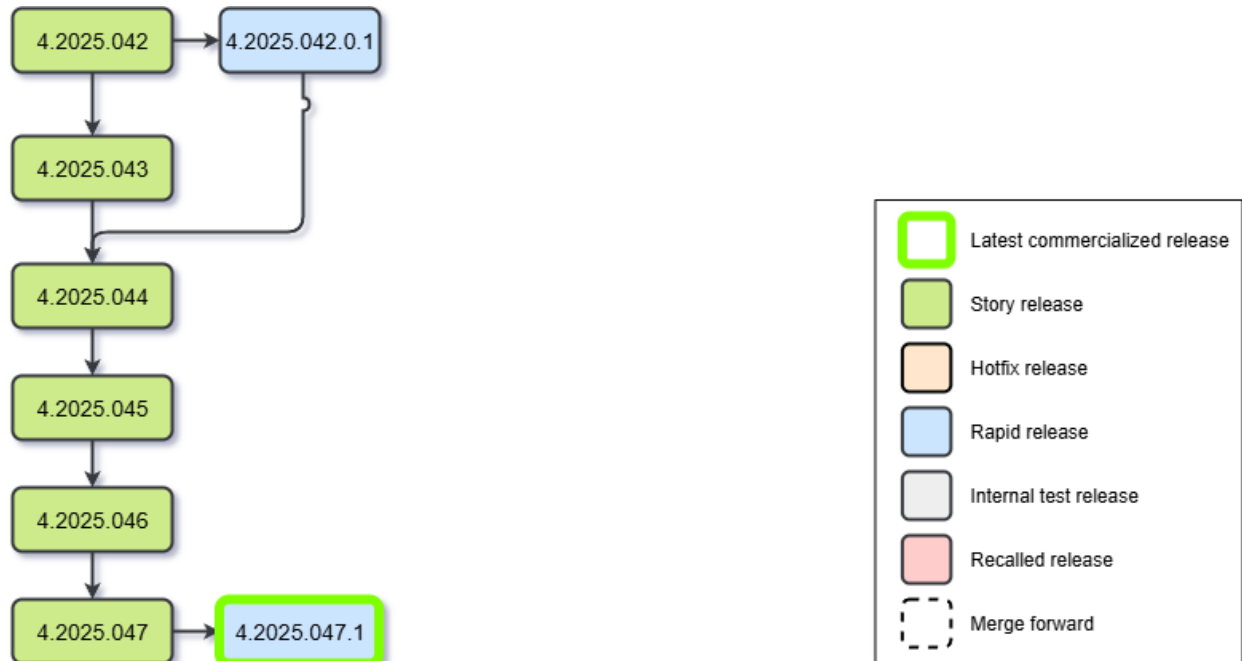 4.2025.042
4.2025.042.0.1
4.2025.043
4.2025.044
4.2025.045
4.2025.046
4.2025.047
4.2025.047.1
Latest commercialized release
Story release
Hotfix release
Rapid release
Internal test release
Recalled release
Merge forward